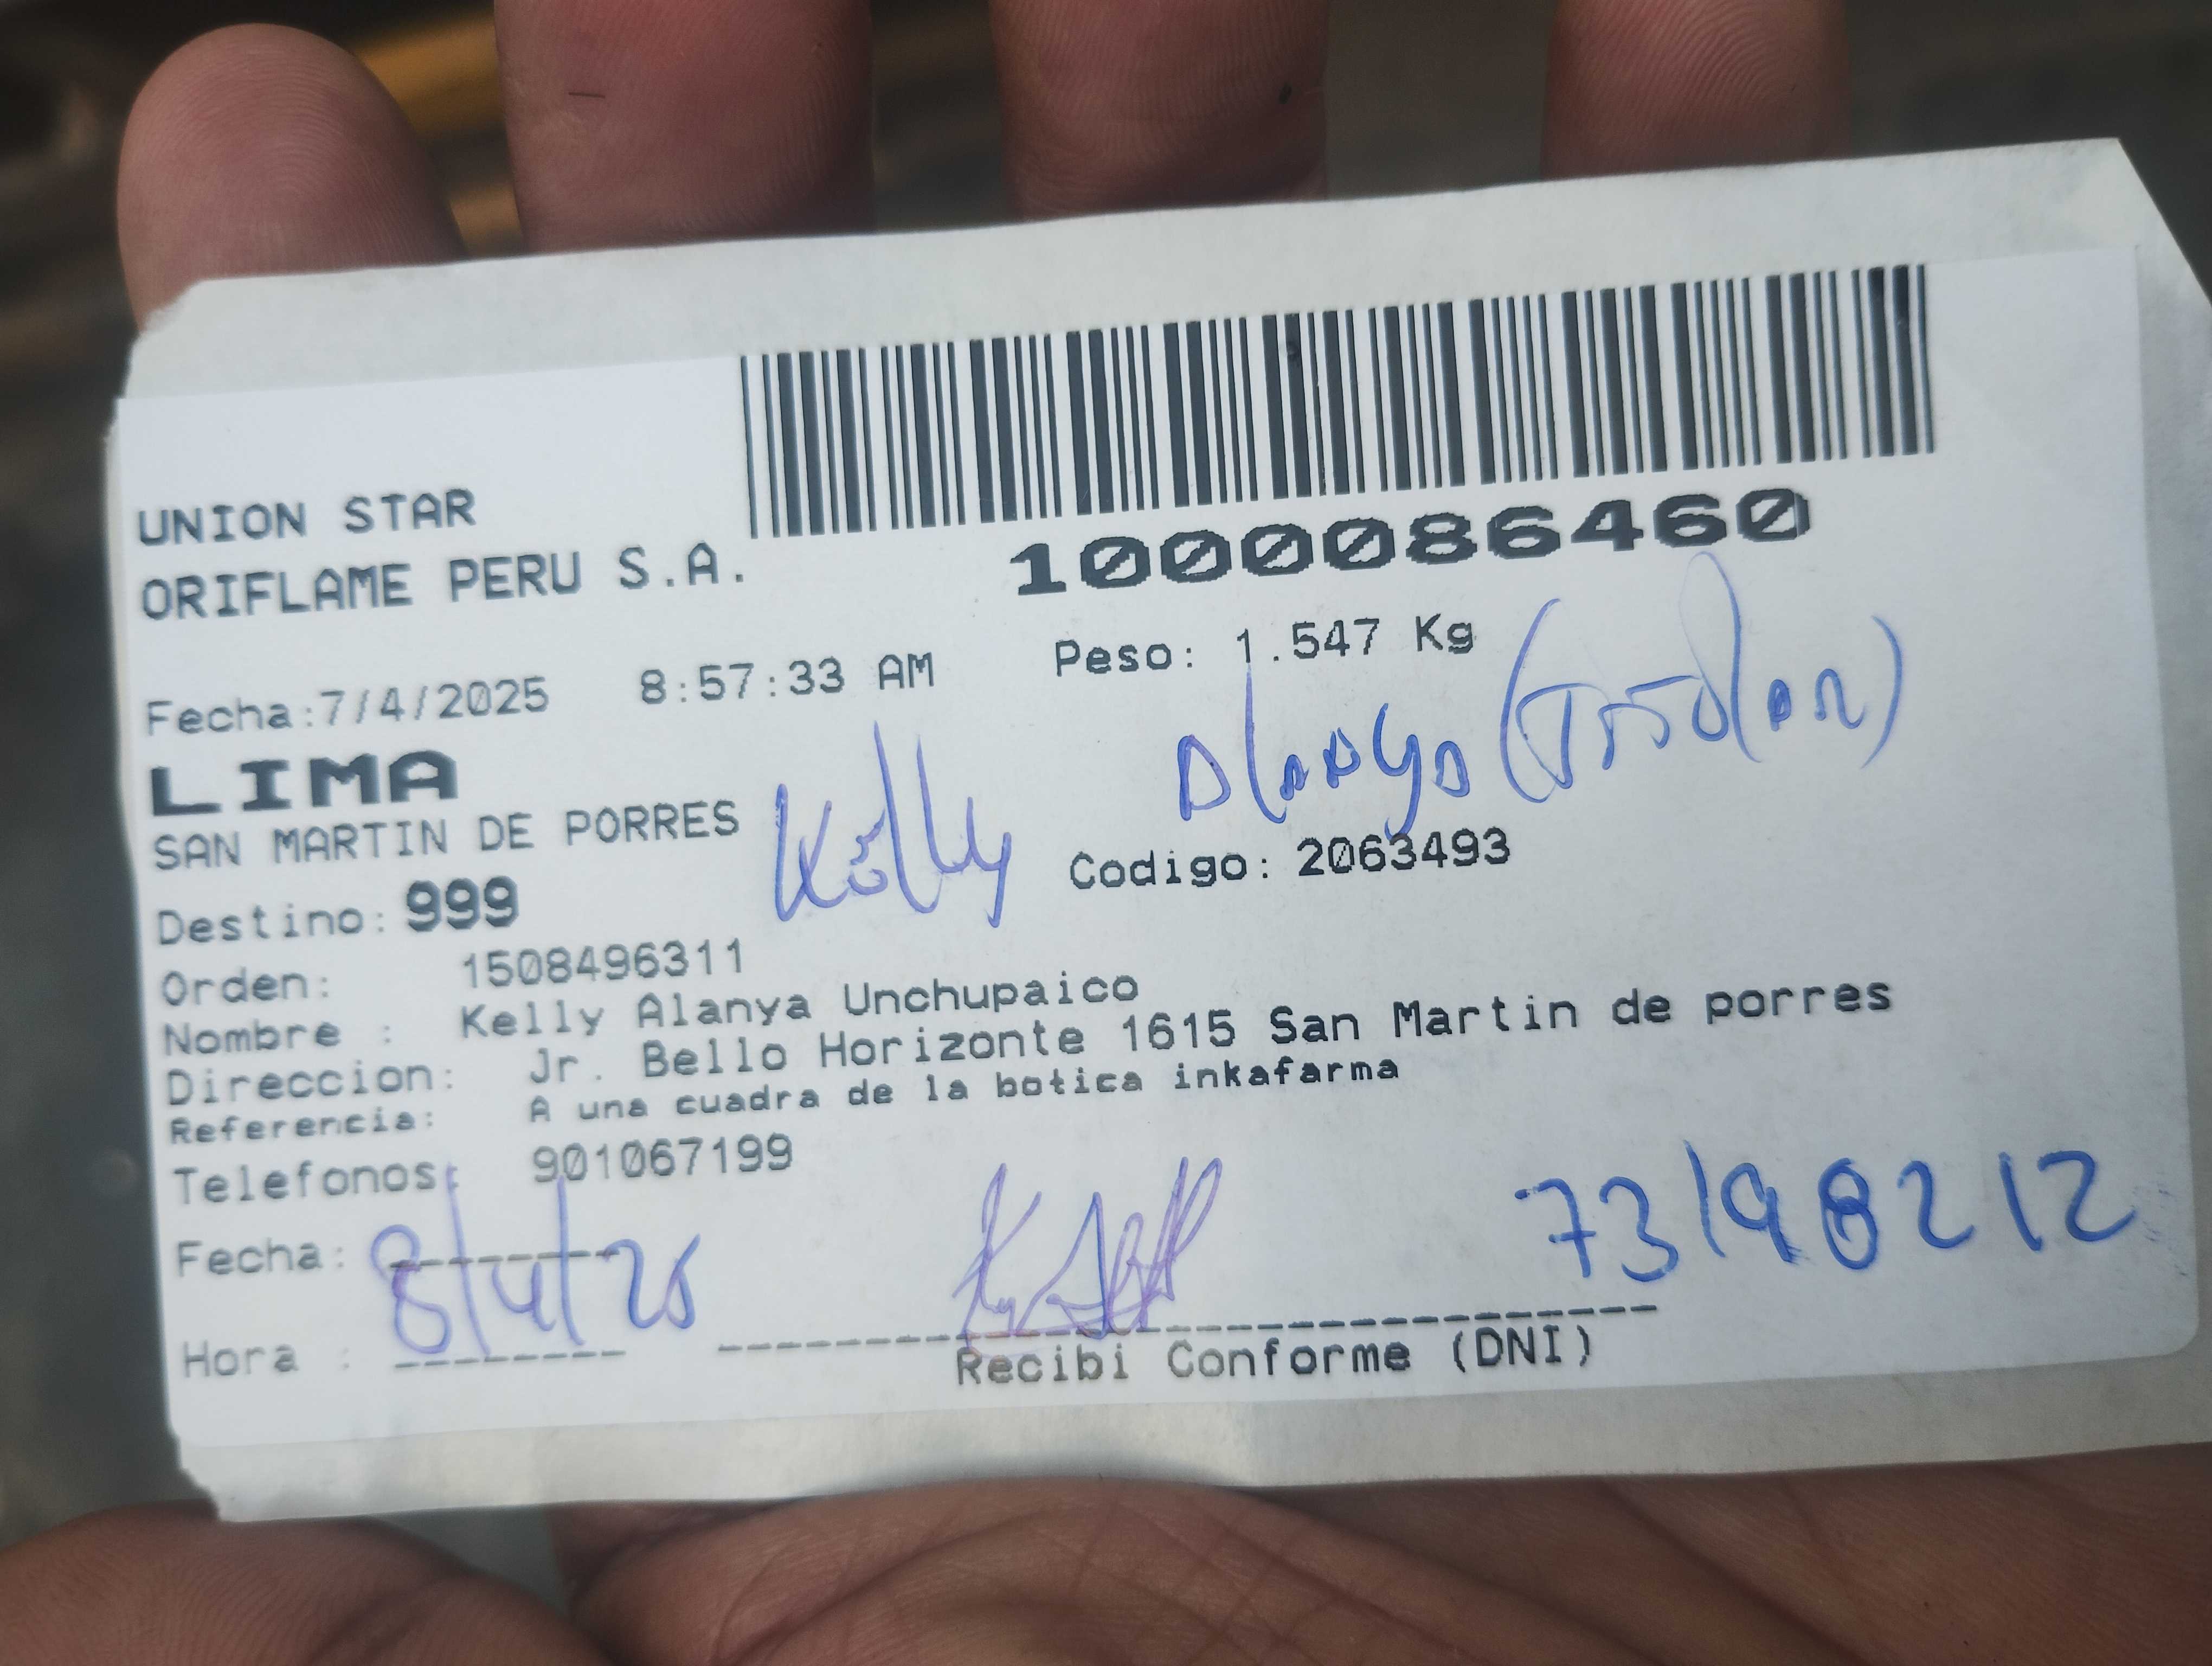 UNION STAR
ORIFLAME PERU S.A.
1000086460
Fecha:7/4/2025 8:57:33 AM Peso: 1.547 Kg
LIMA
SAN MARTIN DE PORRES Kelly Alanya
Destino: 999 Codigo: 2063493
Orden: 1508496311
Nombre : Kelly Alanya Unchupaico
Direccion: Jr. Bello Horizonte 1615 San Martin de porres
Referencia: A una cuadra de la botica inkafarma
Telefonos: 901067199
Fecha: 8/4/25 73198212
Hora :
Recibi Conforme (DNI)